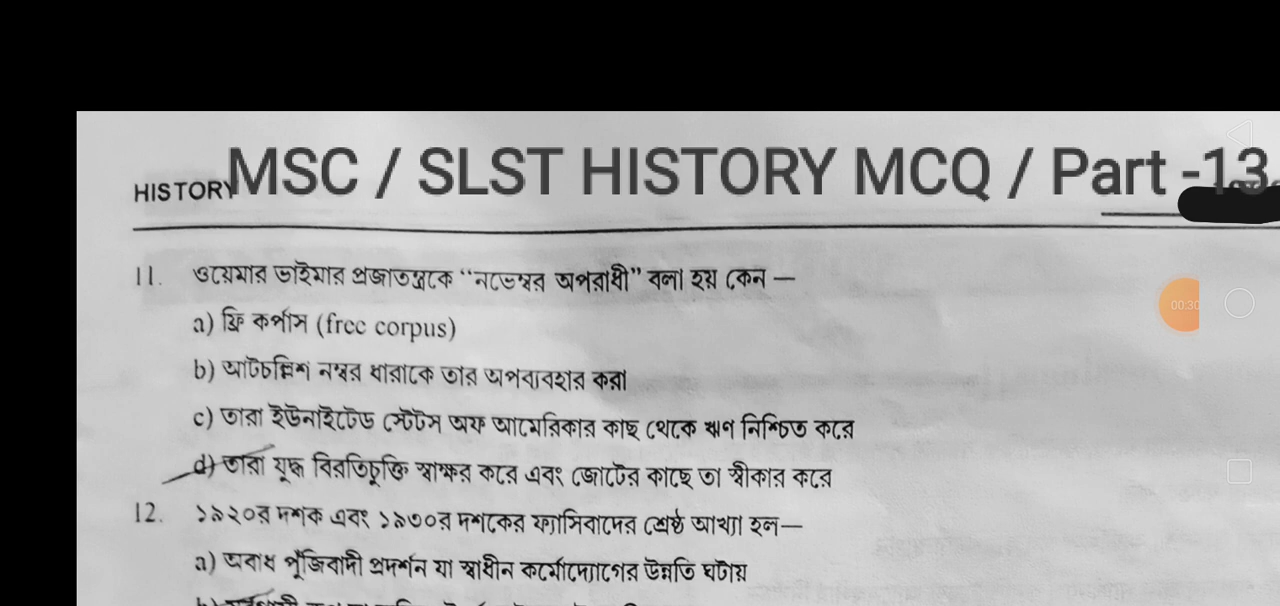 HISTORY MSC / SLST HISTORY MCQ / Part -13
11. ওয়েমার ভাইমার প্রজাতন্ত্রকে “নভেম্বর অপরাধী” বলা হয় কেন —
a) ফ্রি কর্পাস (free corpus)
b) আটচল্লিশ নম্বর ধারাকে তার অপব্যবহার করা
c) তারা ইউনাইটেড স্টেটস অফ আমেরিকার কাছ থেকে ঋণ নিশ্চিত করে
d) তারা যুদ্ধ বিরতিচুক্তি স্বাক্ষর করে এবং জোটের কাছে তা স্বীকার করে
12. ১৯২০র দশক এবং ১৯৩০র দশকের ফ্যাসিবাদের শ্রেষ্ঠ আখ্যা হল—
a) অবাধ পুঁজিবাদী প্রদর্শন যা স্বাধীন কর্মোদ্যোগের উন্নতি ঘটায়
00:30